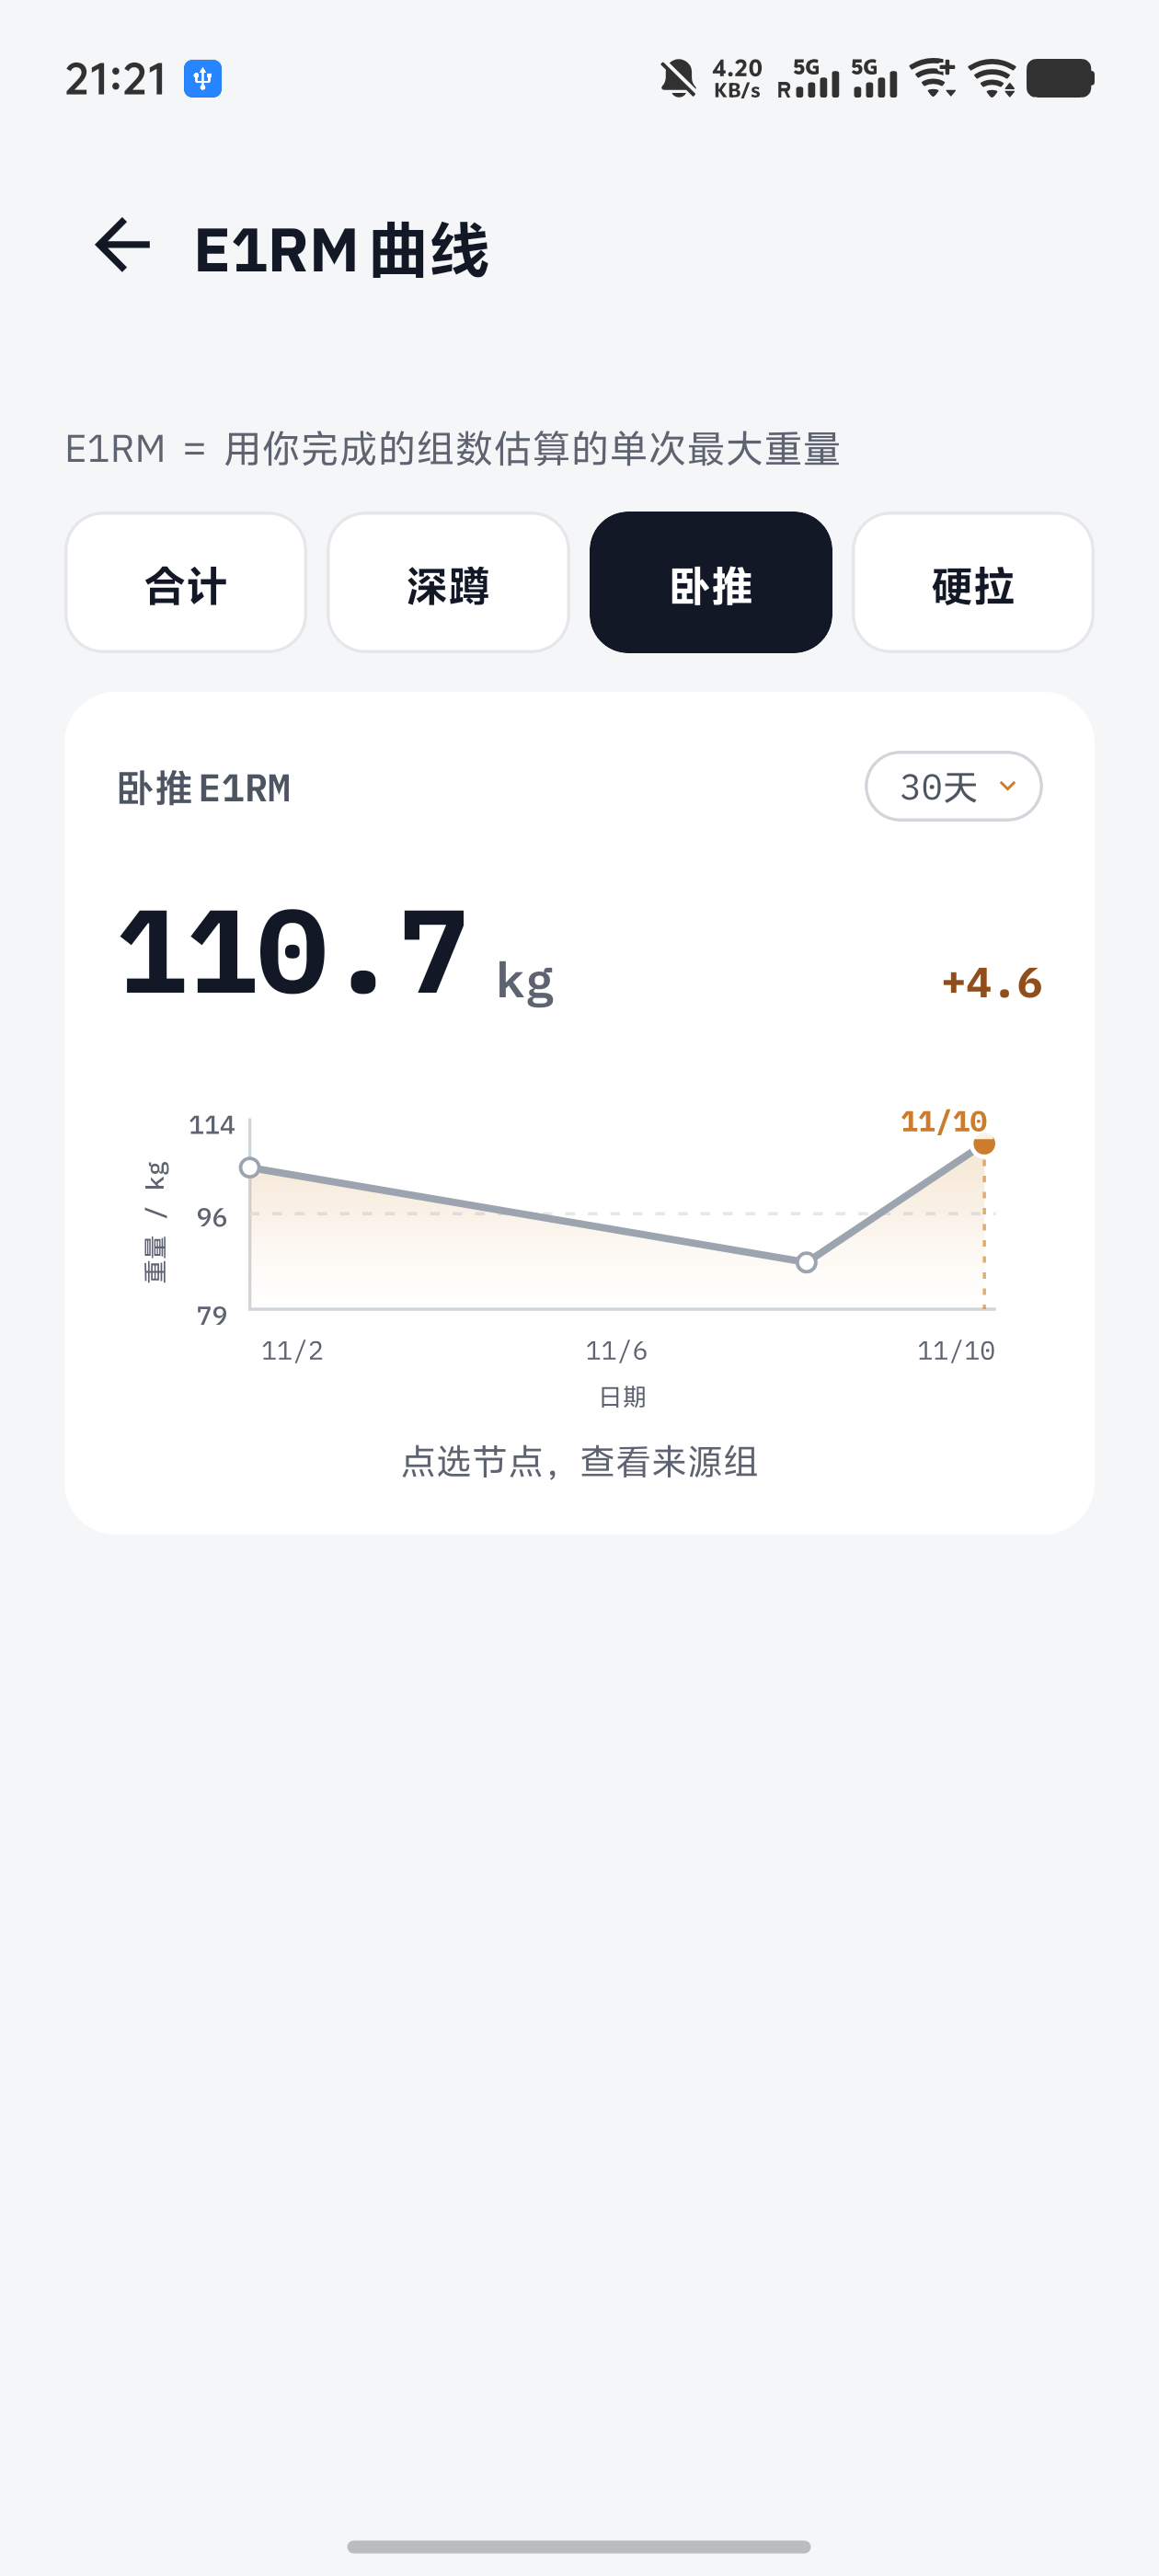 21:21
4.20 KB/s R 5G 5G
E1RM 曲线
E1RM = 用你完成的组数估算的单次最大重量
合计 深蹲 卧推 硬拉
卧推 E1RM 30天
110.7 kg +4.6
11/10
114
96
79
重量 / kg
11/2 11/6 11/10
日期
点选节点，查看来源组